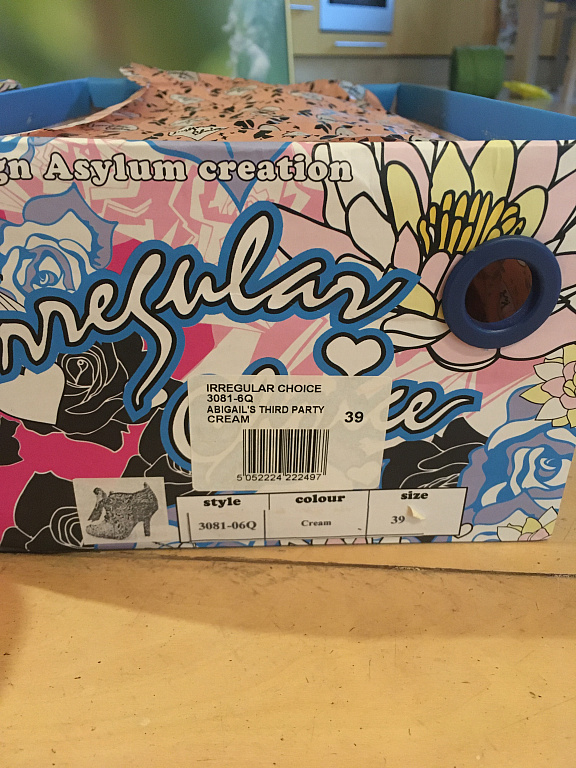 gn Asylum creation
rregular
IRREGULAR CHOICE
3081-6Q
ABIGAIL'S THIRD PARTY
CREAM 39
5 052224 222497
style colour size
3081-06Q Cream 39